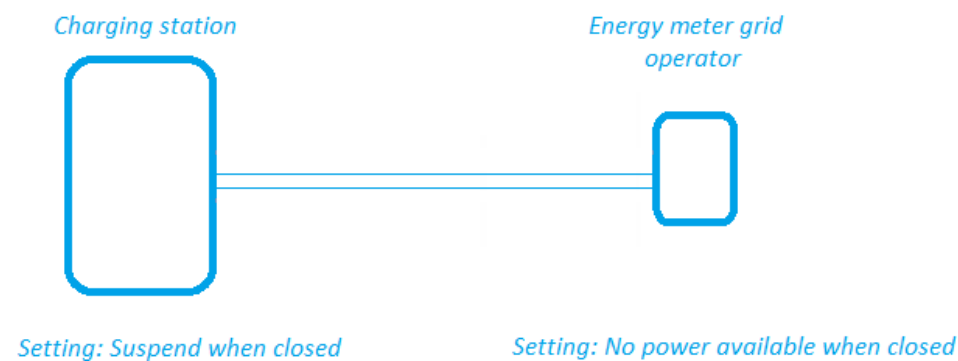 Charging station
Energy meter grid
operator
Setting: Suspend when closed
Setting: No power available when closed